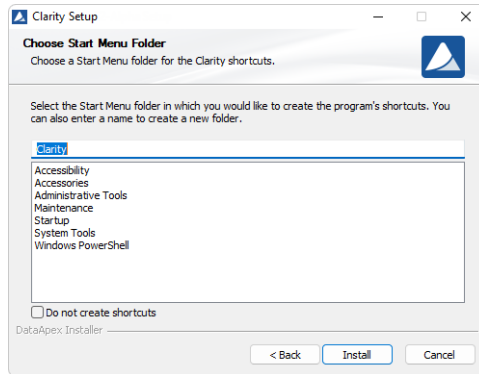 Clarity Setup
Choose Start Menu Folder
Choose a Start Menu folder for the Clarity shortcuts.
Select the Start Menu folder in which you would like to create the program's shortcuts. You
can also enter a name to create a new folder.
Clarity
Accessibility
Accessories
Administrative Tools
Maintenance
Startup
System Tools
Windows PowerShell
Do not create shortcuts
DataApex Installer
< Back Install Cancel